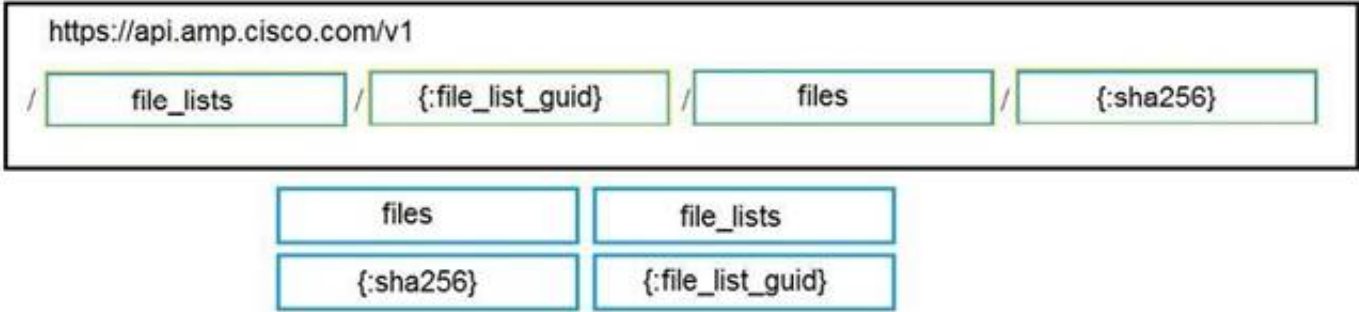 https://api.amp.cisco.com/v1
/ file_lists / {:file_list_guid} / files / {:sha256}
files file_lists
{:sha256} {:file_list_guid}